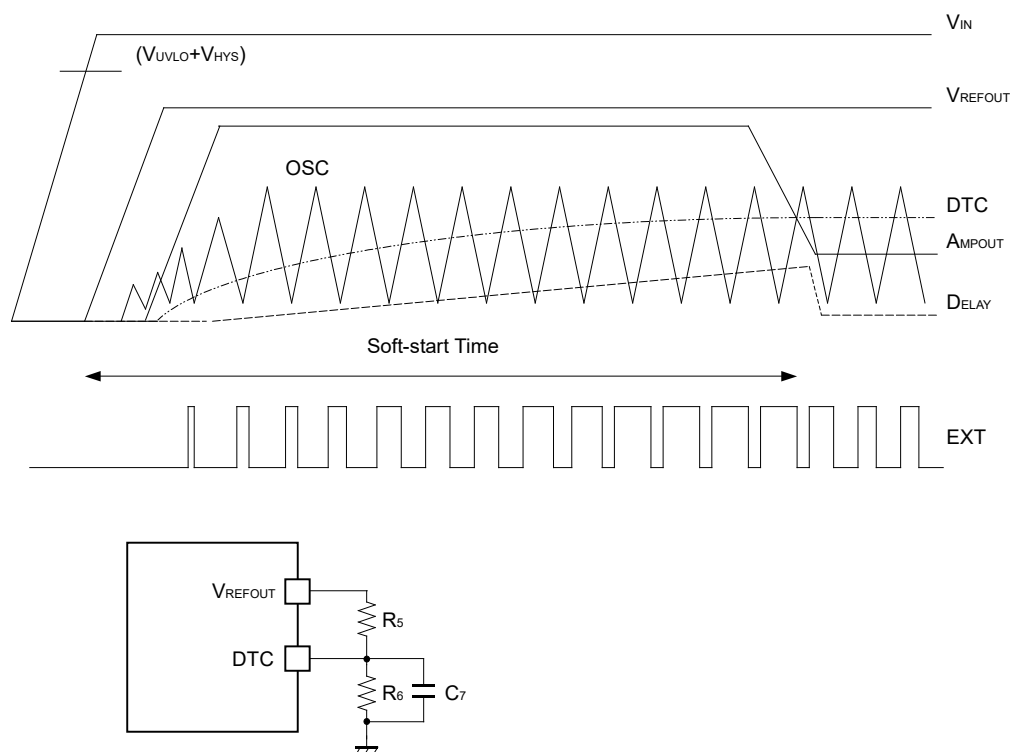 VIN
(VUVLO+VHYS)
VREFOUT
OSC
DTC
AMPOUT
DELAY
Soft-start Time
EXT
VREFOUT
R5
DTC
R6
C7